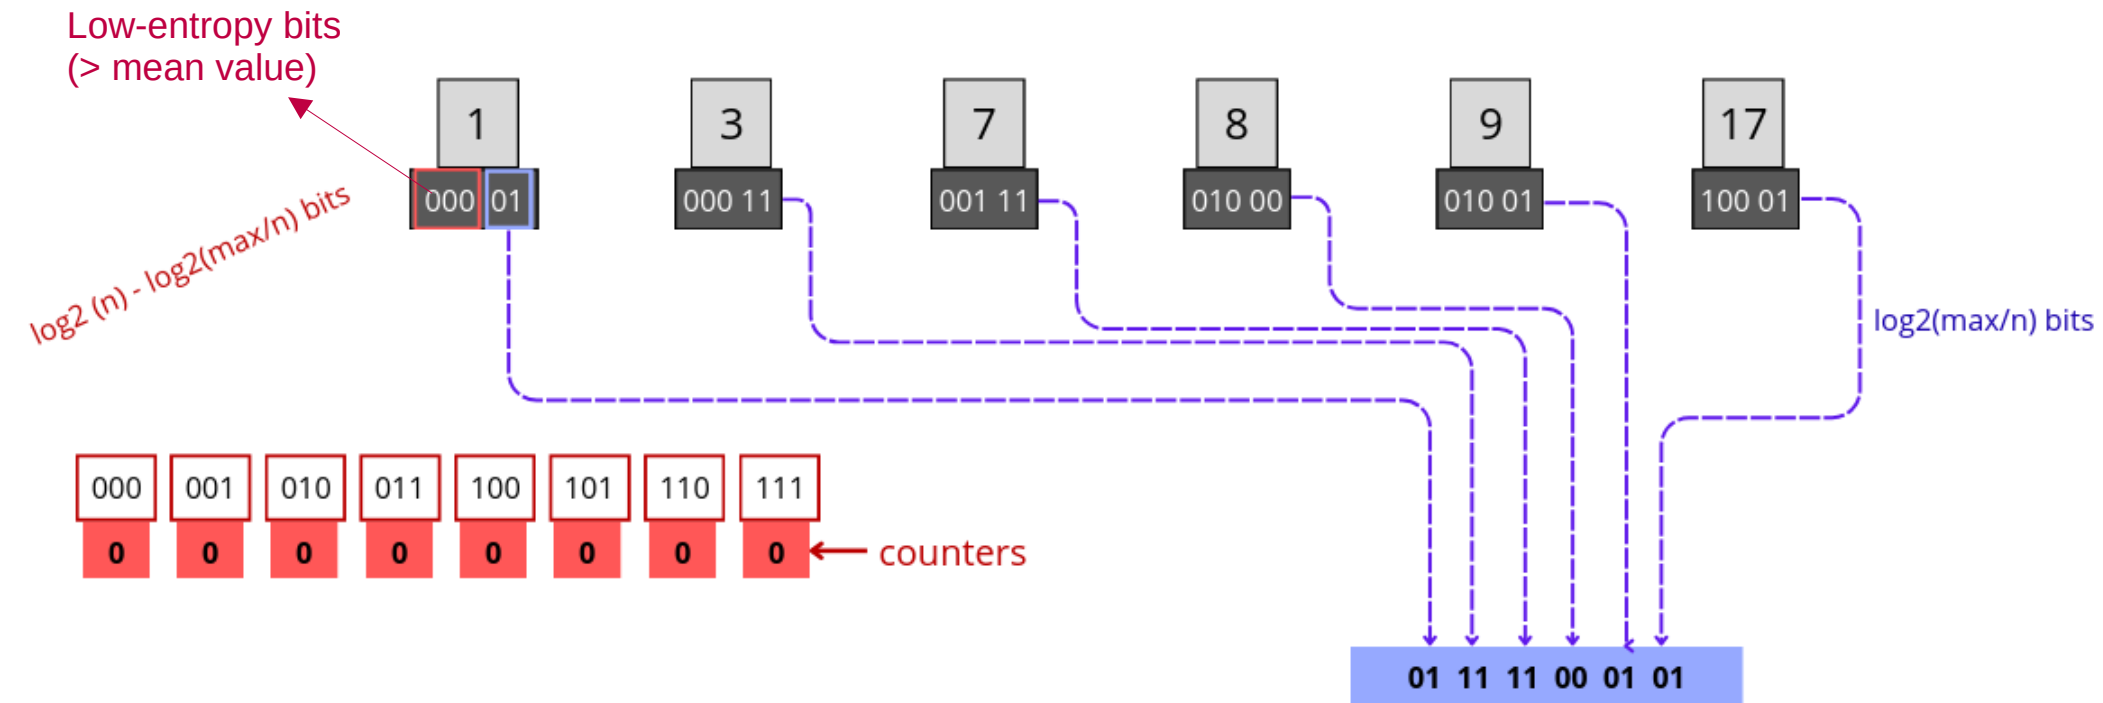 Low-entropy bits
(> mean value)
1 3 7 8 9 17
000 01 000 11 001 11 010 00 010 01 100 01
log2 (n) - log2(max/n) bits
log2(max/n) bits
000 001 010 011 100 101 110 111
0 0 0 0 0 0 0 0 counters
01 11 11 00 01 01